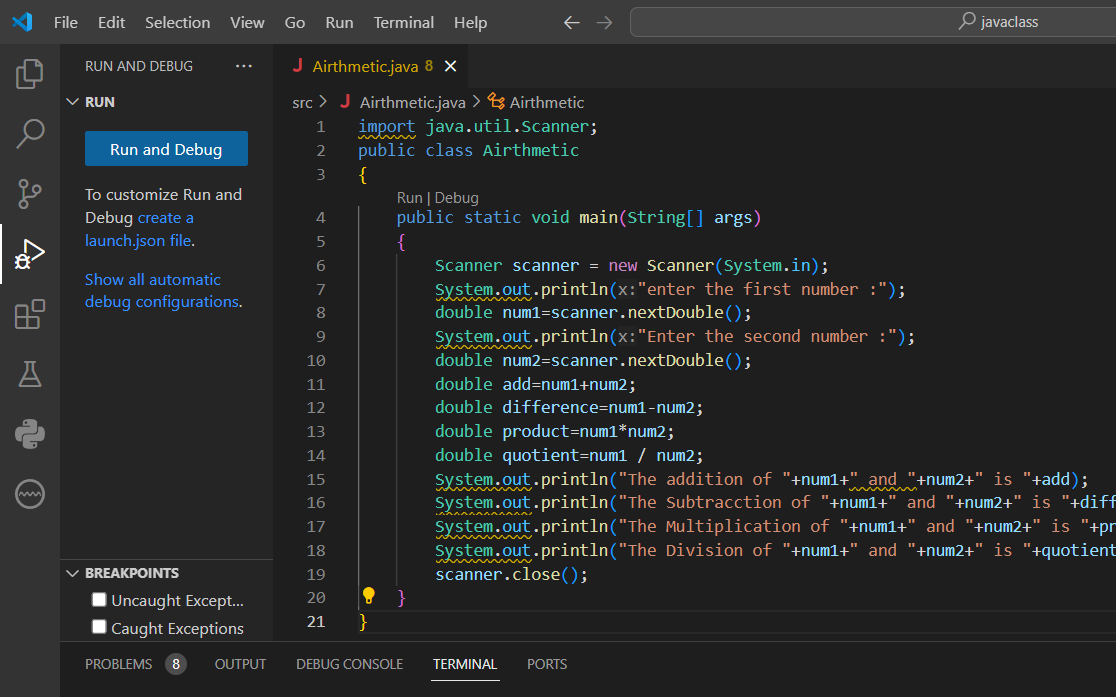 File Edit Selection View Go Run Terminal Help
javaclass
RUN AND DEBUG ...
RUN
Run and Debug
To customize Run and
Debug create a
launch.json file.
Show all automatic
debug configurations.
BREAKPOINTS
Uncaught Except...
Caught Exceptions
J Airthmetic.java 8
src > J Airthmetic.java > Airthmetic
1 import java.util.Scanner;
2 public class Airthmetic
3 {
Run | Debug
4 public static void main(String[] args)
5 {
6 Scanner scanner = new Scanner(System.in);
7 System.out.println(x:"enter the first number :");
8 double num1=scanner.nextDouble();
9 System.out.println(x:"Enter the second number :");
10 double num2=scanner.nextDouble();
11 double add=num1+num2;
12 double difference=num1-num2;
13 double product=num1*num2;
14 double quotient=num1 / num2;
15 System.out.println("The addition of "+num1+" and "+num2+" is "+add);
16 System.out.println("The Subtracction of "+num1+" and "+num2+" is "+diff
17 System.out.println("The Multiplication of "+num1+" and "+num2+" is "+pr
18 System.out.println("The Division of "+num1+" and "+num2+" is "+quotient
19 scanner.close();
20 }
21 }
PROBLEMS 8 OUTPUT DEBUG CONSOLE TERMINAL PORTS